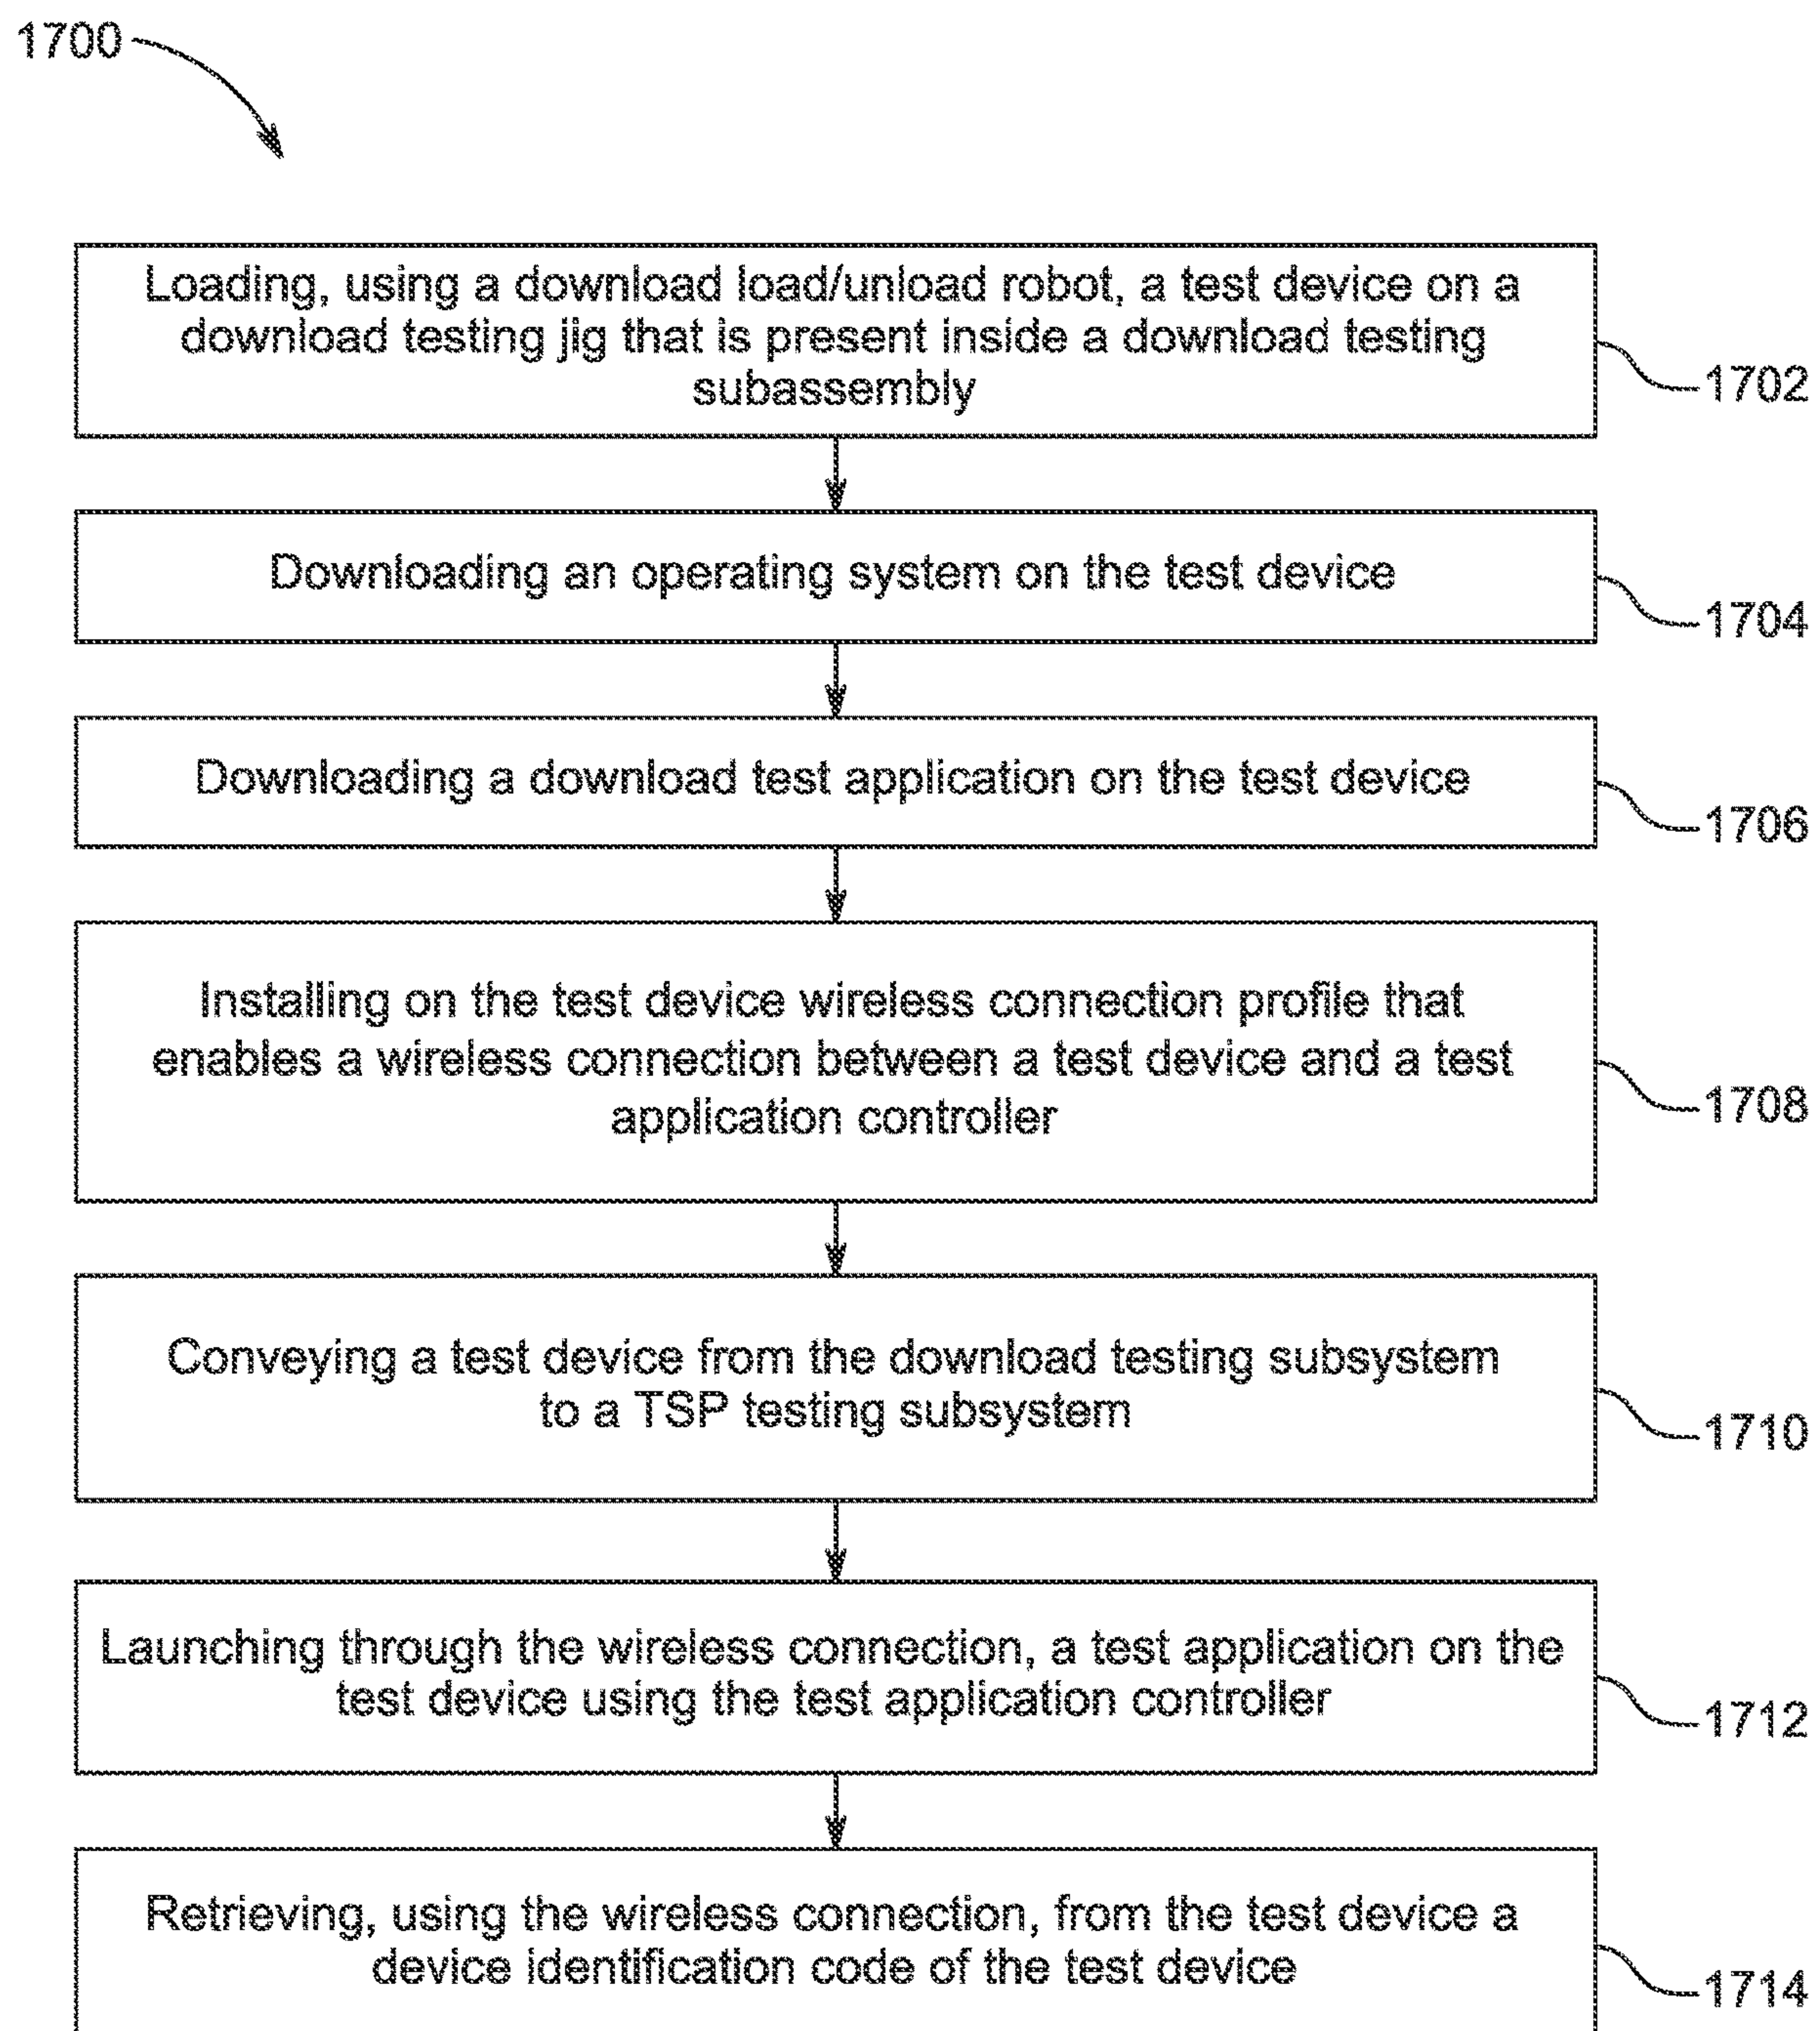 1700
Loading, using a download load/unload robot, a test device on a
download testing jig that is present inside a download testing
subassembly
1702
Downloading an operating system on the test device
1704
Downloading a download test application on the test device
1706
Installing on the test device wireless connection profile that
enables a wireless connection between a test device and a test
application controller
1708
Conveying a test device from the download testing subsystem
to a TSP testing subsystem
1710
Launching through the wireless connection, a test application on the
test device using the test application controller
1712
Retrieving, using the wireless connection, from the test device a
device identification code of the test device
1714